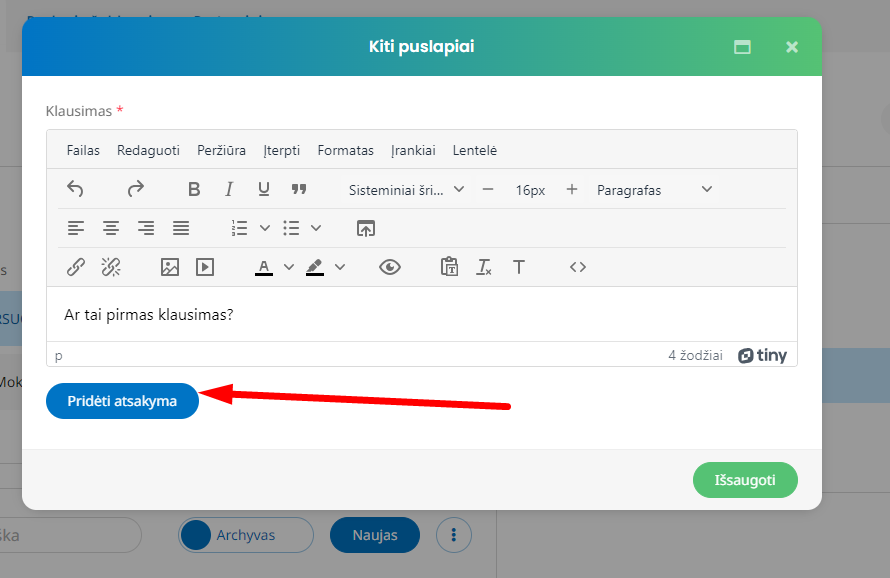 Kiti puslapiai
Klausimas *
Failas Redaguoti Peržiūra Įterpti Formatas Įrankiai Lentelė
Sisteminiai šri... 16px Paragrafas
Ar tai pirmas klausimas?
p 4 žodžiai tiny
Pridėti atsakyma
Išsaugoti
Archyvas Naujas